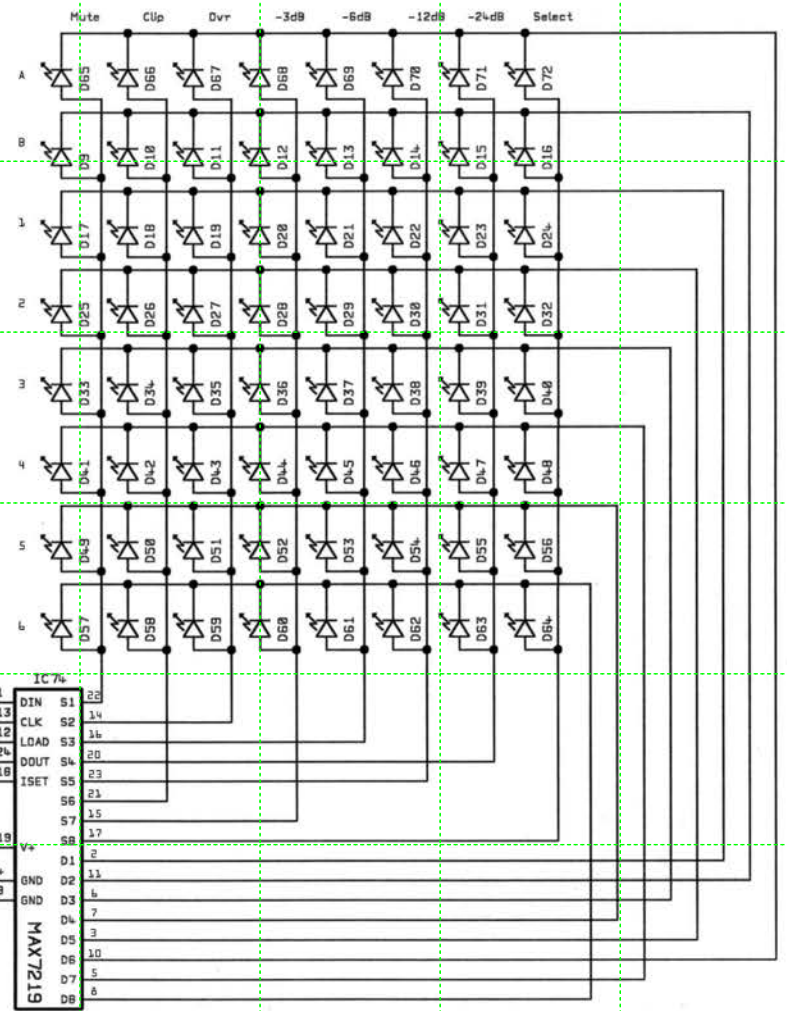 Mute Clip Ovr -3dB -6dB -12dB -24dB Select
A D65 D66 D67 D68 D69 D70 D71 D72
B D9 D10 D11 D12 D13 D14 D15 D16
1 D17 D18 D19 D20 D21 D22 D23 D24
2 D25 D26 D27 D28 D29 D30 D31 D32
3 D33 D34 D35 D36 D37 D38 D39 D40
4 D41 D42 D43 D44 D45 D46 D47 D48
5 D49 D50 D51 D52 D53 D54 D55 D56
6 D57 D58 D59 D60 D61 D62 D63 D64
IC74
1 DIN S1 22
13 CLK S2 14
12 LOAD S3 16
24 DOUT S4 20
18 ISET S5 23
S6 21
S7 15
S8 17
19 V+
D1 2
GND D2 11
GND D3 6
D4 7
D5 3
D6 10
D7 5
D8 8
MAX7219